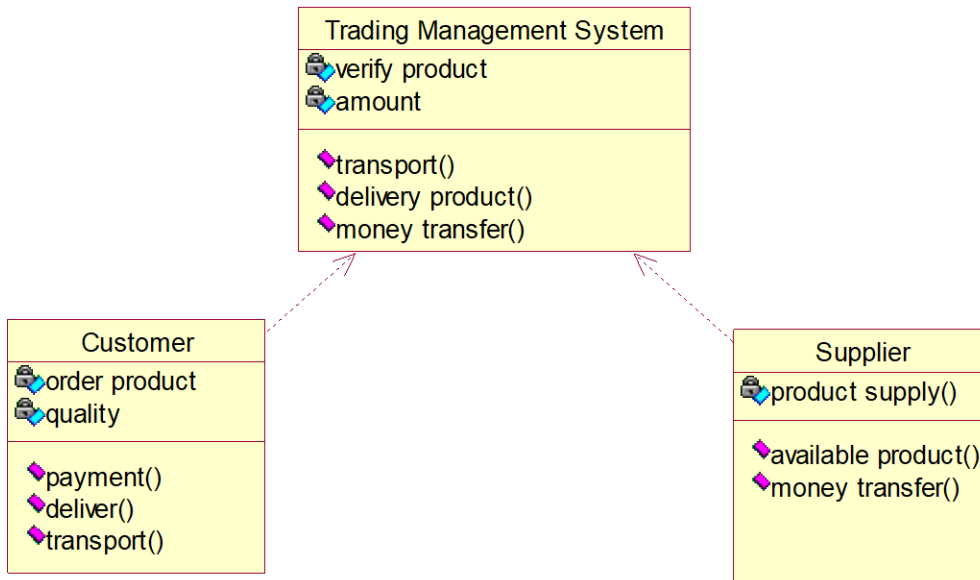 Trading Management System
verify product
amount
transport()
delivery product()
money transfer()
Customer
order product
quality
payment()
deliver()
transport()
Supplier
product supply()
available product()
money transfer()